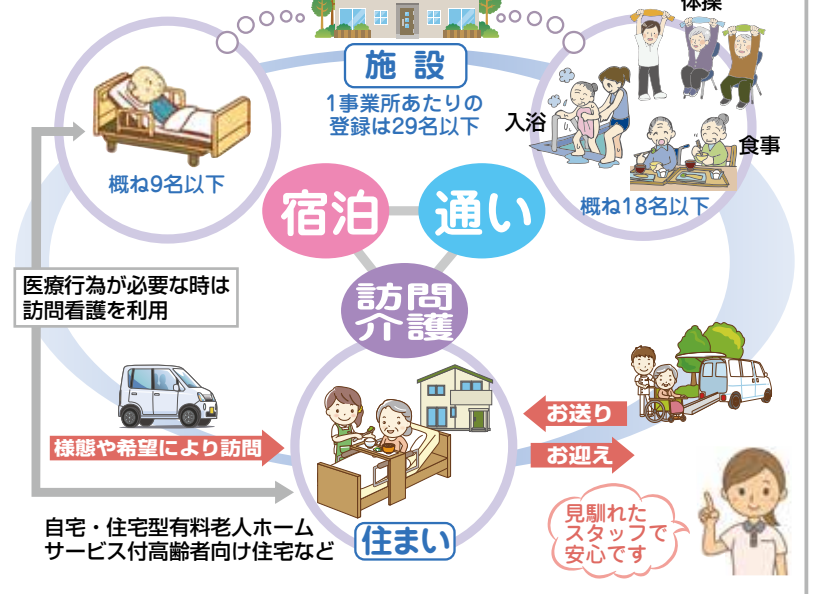 体操
施設
1事業所あたりの
登録は29名以下
入浴
食事
概ね9名以下
概ね18名以下
宿泊
通い
訪問
介護
医療行為が必要な時は
訪問看護を利用
様態や希望により訪問
お送り
お迎え
見馴れた
スタッフで
安心です
自宅・住宅型有料老人ホーム
サービス付高齢者向け住宅など
住まい